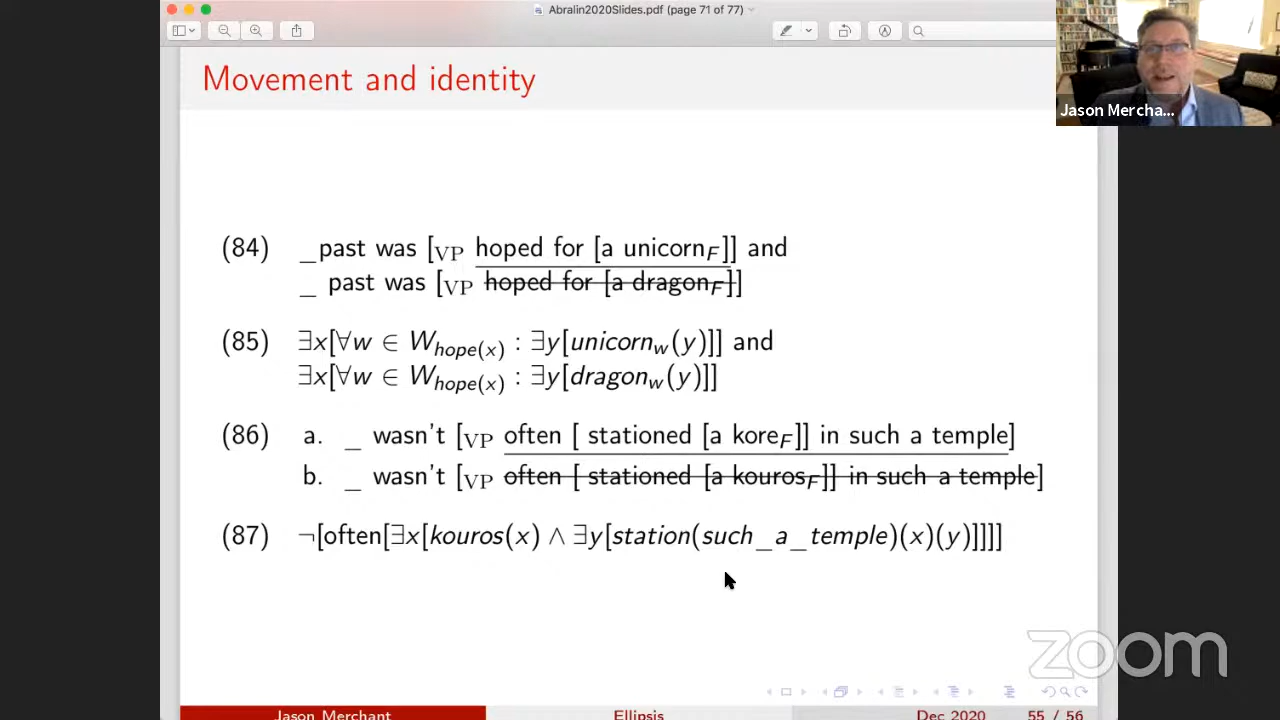 Abralin2020Slides.pdf (page 71 of 77)
Movement and identity
Jason Mercha...
(84) _past was [VP hoped for [a unicornF]] and
_ past was [VP hoped for [a dragonF]]
(85) ∃x[∀w ∈ Whope(x) : ∃y[unicornw(y)]] and
∃x[∀w ∈ Whope(x) : ∃y[dragonw(y)]]
(86) a. _ wasn't [VP often [ stationed [a koreF]] in such a temple]
b. _ wasn't [VP often [ stationed [a kourosF]] in such a temple]
(87) ¬[often[∃x[kouros(x) ∧ ∃y[station(such_a_temple)(x)(y)]]]]
zoom
Jason Merchant Ellipsis Dec 2020 55 / 56